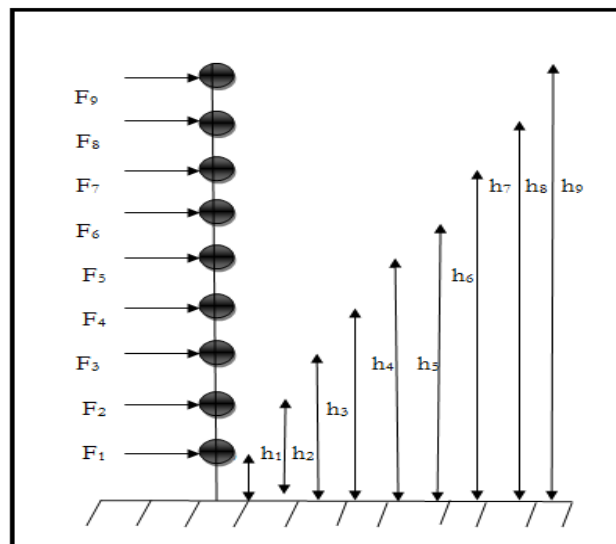 F₉
F₈
F₇
F₆
F₅
F₄
F₃
F₂
F₁
h₁
h₂
h₃
h₄
h₅
h₆
h₇
h₈
h₉